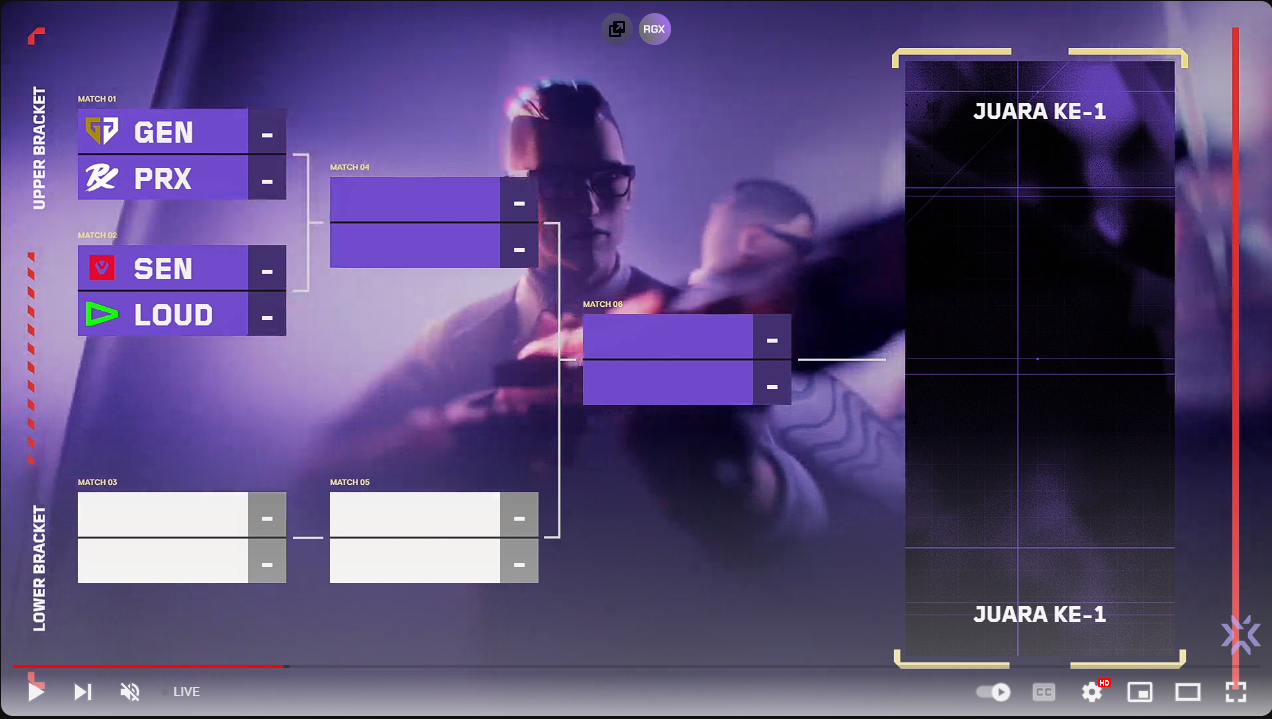 RGX
UPPER BRACKET
MATCH 01
GEN -
PRX -
MATCH 02
SEN -
LOUD -
MATCH 04
-
-
MATCH 06
-
-
JUARA KE-1
LOWER BRACKET
MATCH 03
-
-
MATCH 05
-
-
JUARA KE-1
LIVE
CC
HD